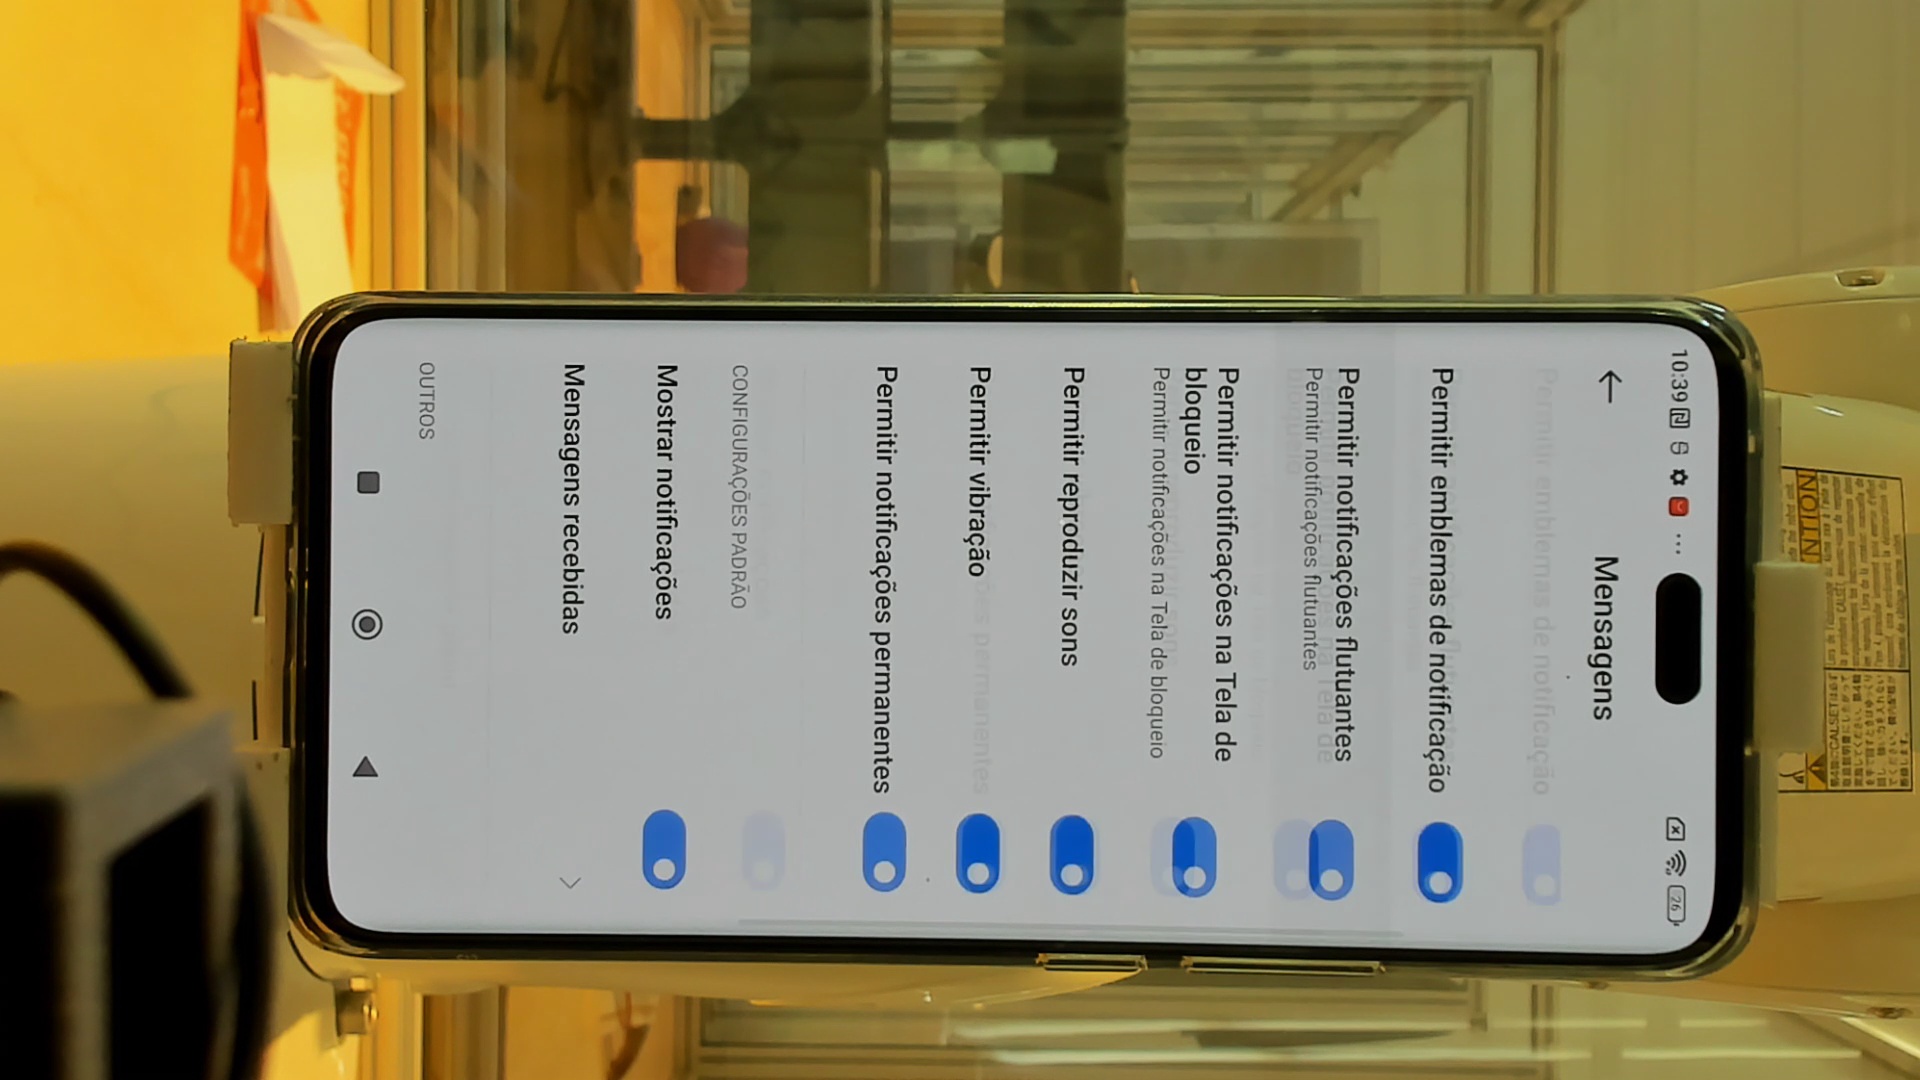 10:39
26
Mensagens
Permitir emblemas de notificação
Permitir notificações flutuantes
Permitir notificações flutuantes
Permitir notificações na Tela de
bloqueio
Permitir notificações na Tela de bloqueio
Permitir reproduzir sons
Permitir vibração
Permitir notificações permanentes
CONFIGURAÇÕES PADRÃO
Mostrar notificações
Mensagens recebidas
OUTROS